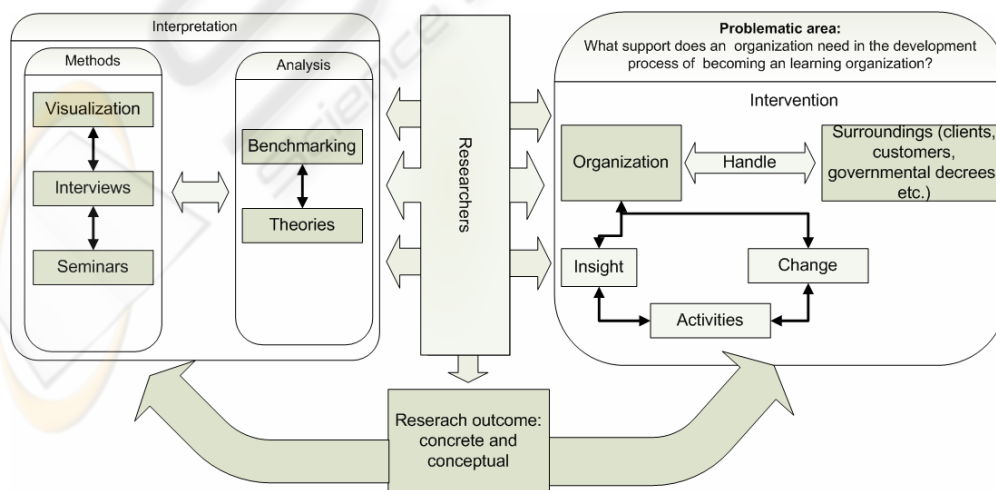 Interpretation
Methods
Visualization
Interviews
Seminars
Analysis
Benchmarking
Theories
Researchers
Problematic area:
What support does an organization need in the development
process of becoming an learning organization?
Intervention
Organization
Handle
Surroundings (clients,
customers,
governmental decrees
etc.)
Insight
Change
Activities
Reserach outcome:
concrete and
conceptual
Science